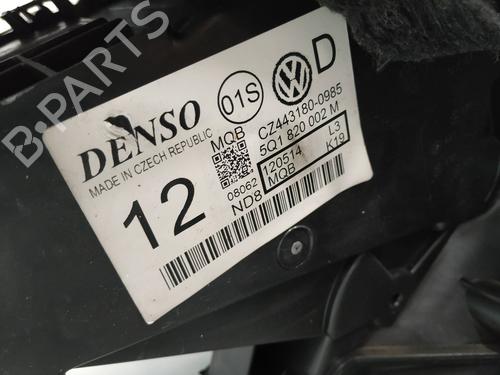 B-PARTS
DENSO
MADE IN CZECH REPUBLIC
01S
D
MQB
CZ443180-0985
5Q1 820 002 M
12
08062
120514
L3
ND8
MQB
K19